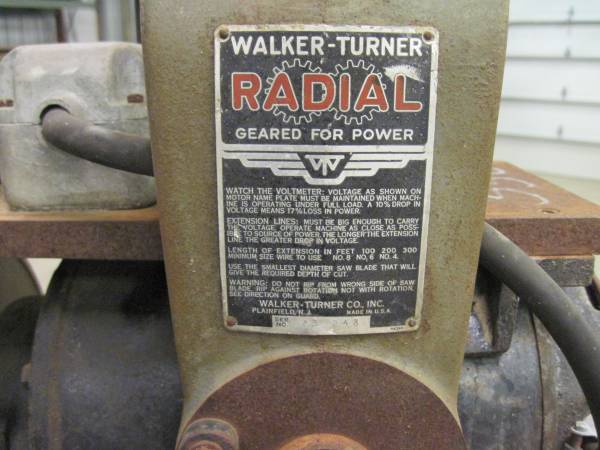 WALKER-TURNER
RADIAL
GEARED FOR POWER
WT
WATCH THE VOLTMETER: VOLTAGE AS SHOWN ON
MOTOR NAME PLATE MUST BE MAINTAINED WHEN MACH-
INE IS OPERATING UNDER FULL LOAD. A 10% DROP IN
VOLTAGE MEANS 17% LOSS IN POWER.
EXTENSION LINES: MUST BE BIG ENOUGH TO CARRY
THE VOLTAGE. OPERATE MACHINE AS CLOSE AS POSS-
IBLE TO SOURCE OF POWER. THE LONGER THE EXTENSION
LINE THE GREATER DROP IN VOLTAGE.
LENGTH OF EXTENSION IN FEET 100 200 300
MINIMUM SIZE WIRE TO USE NO. 8 NO. 6 NO. 4.
USE THE SMALLEST DIAMETER SAW BLADE THAT WILL
GIVE THE REQUIRED DEPTH OF CUT.
WARNING: DO NOT RIP FROM WRONG SIDE OF SAW
BLADE. RIP AGAINST ROTATION NOT WITH ROTATION.
SEE DIRECTION ON GUARD.
WALKER-TURNER CO., INC.
PLAINFIELD, N.J. MADE IN U.S.A.
SER.
NO.